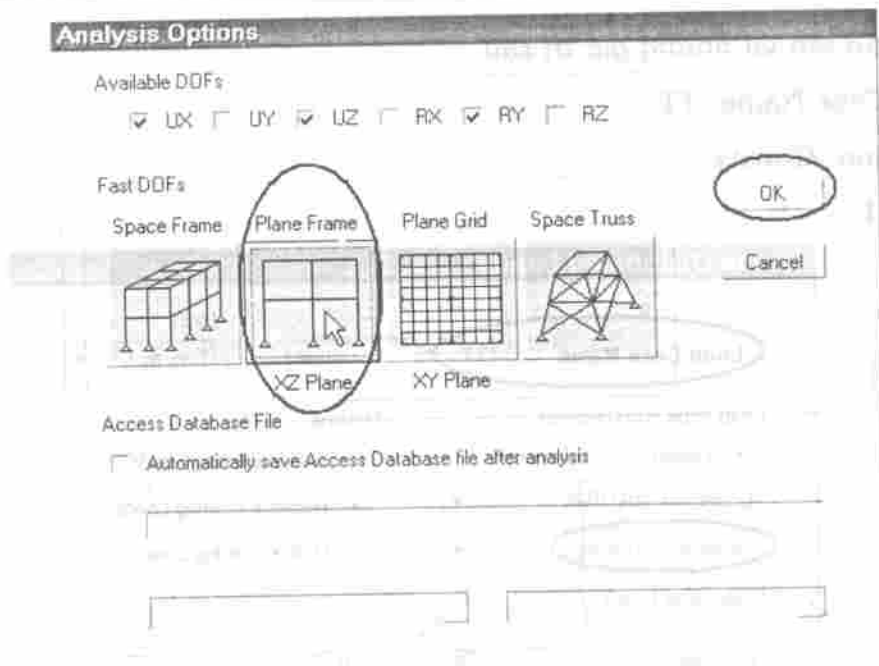 Analysis Options
Available DOFs
UX UY UZ RX RY RZ
Fast DOFs
OK
Space Frame Plane Frame Plane Grid Space Truss
Cancel
XZ Plane XY Plane
Access Database File
Automatically save Access Database file after analysis